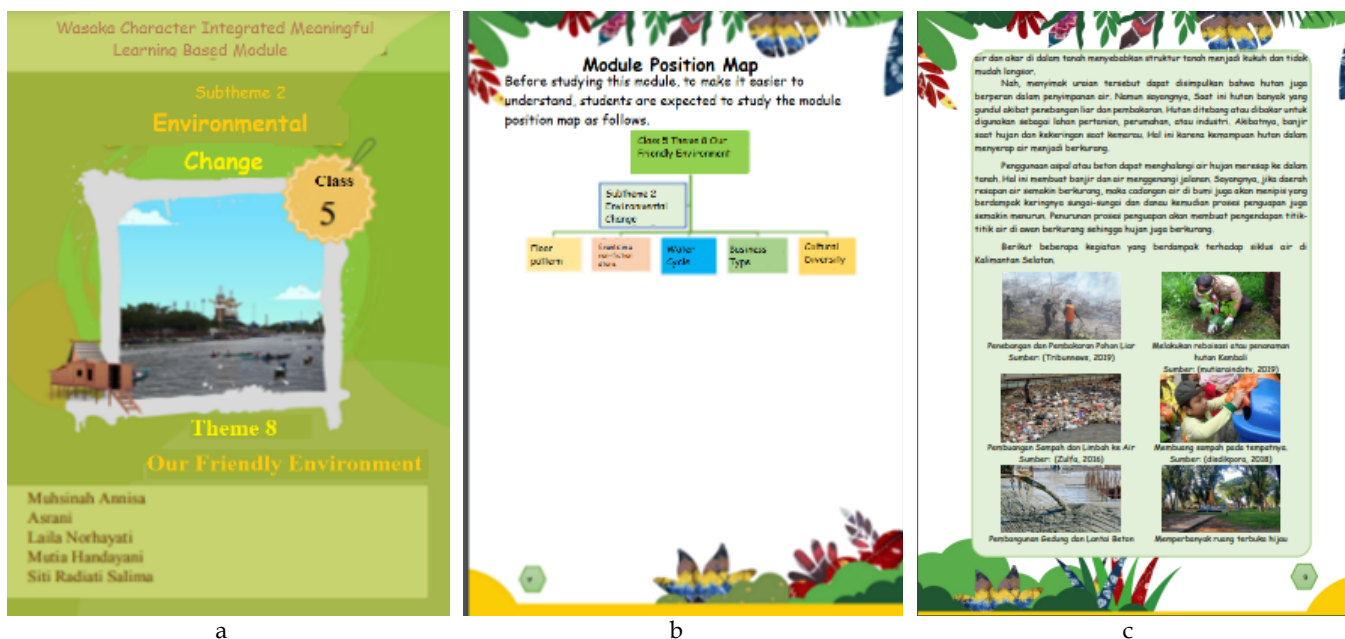 Wasaka Character Integrated Meaningful
Learning Based Module
Subtheme 2
Environmental
Change
Class
5
Theme 8
Our Friendly Environment
Muhsinah Annisa
Asrani
Laila Norhayati
Mutia Handayani
Siti Radiati Salima
a
Module Position Map
Before studying this module, to make it easier to
understand, students are expected to study the module
position map as follows.
Class 5 Theme 8 Our
Friendly Environment
Subtheme 2
Environmental
Change
Floor
pattern
Water
Cycle
Business
Type
Cultural
Diversity
b
air dan akar di dalam tanah menyebabkan struktur tanah menjadi kukuh dan tidak
mudah longsor.
Nah, menyimak uraian tersebut dapat disimpulkan bahwa hutan juga
berperan dalam penyimpanan air. Namun sayangnya, Saat ini hutan banyak yang
gundul akibat penebangan liar dan pembakaran. Hutan ditebang atau dibakar untuk
digunakan sebagai lahan pertanian, perumahan, atau industri. Akibatnya, banjir
saat hujan dan kekeringan saat kemarau. Hal ini karena kemampuan hutan dalam
menyerap air menjadi berkurang.
Penggunaan aspal atau beton dapat menghalangi air hujan meresap ke dalam
tanah. Hal ini membuat banjir dan air menggenangi jalanan. Sayangnya, jika daerah
resapan air semakin berkurang, maka cadangan air di bumi juga akan menipis yang
berdampak keringnya sungai-sungai dan danau kemudian proses penguapan juga
semakin menurun. Penurunan proses penguapan akan membuat pengendapan titik-
titik air di awan berkurang sehingga hujan juga berkurang.
Berikut beberapa kegiatan yang berdampak terhadap siklus air di
Kalimantan Selatan.
Penebangan dan Pembakaran Pohon Liar
Sumber: (Tribunnews, 2019)
Melakukan reboisasi atau penanaman
hutan Kembali
Sumber: (mutiaraindotv, 2019)
Pembuangan Sampah dan Limbah ke Air
Sumber: (Zulfa, 2016)
Membuang sampah pada tempatnya.
Sumber: (disdikpora, 2018)
Pembangunan Gedung dan Lantai Beton
Memperbanyak ruang terbuka hijau
9
c